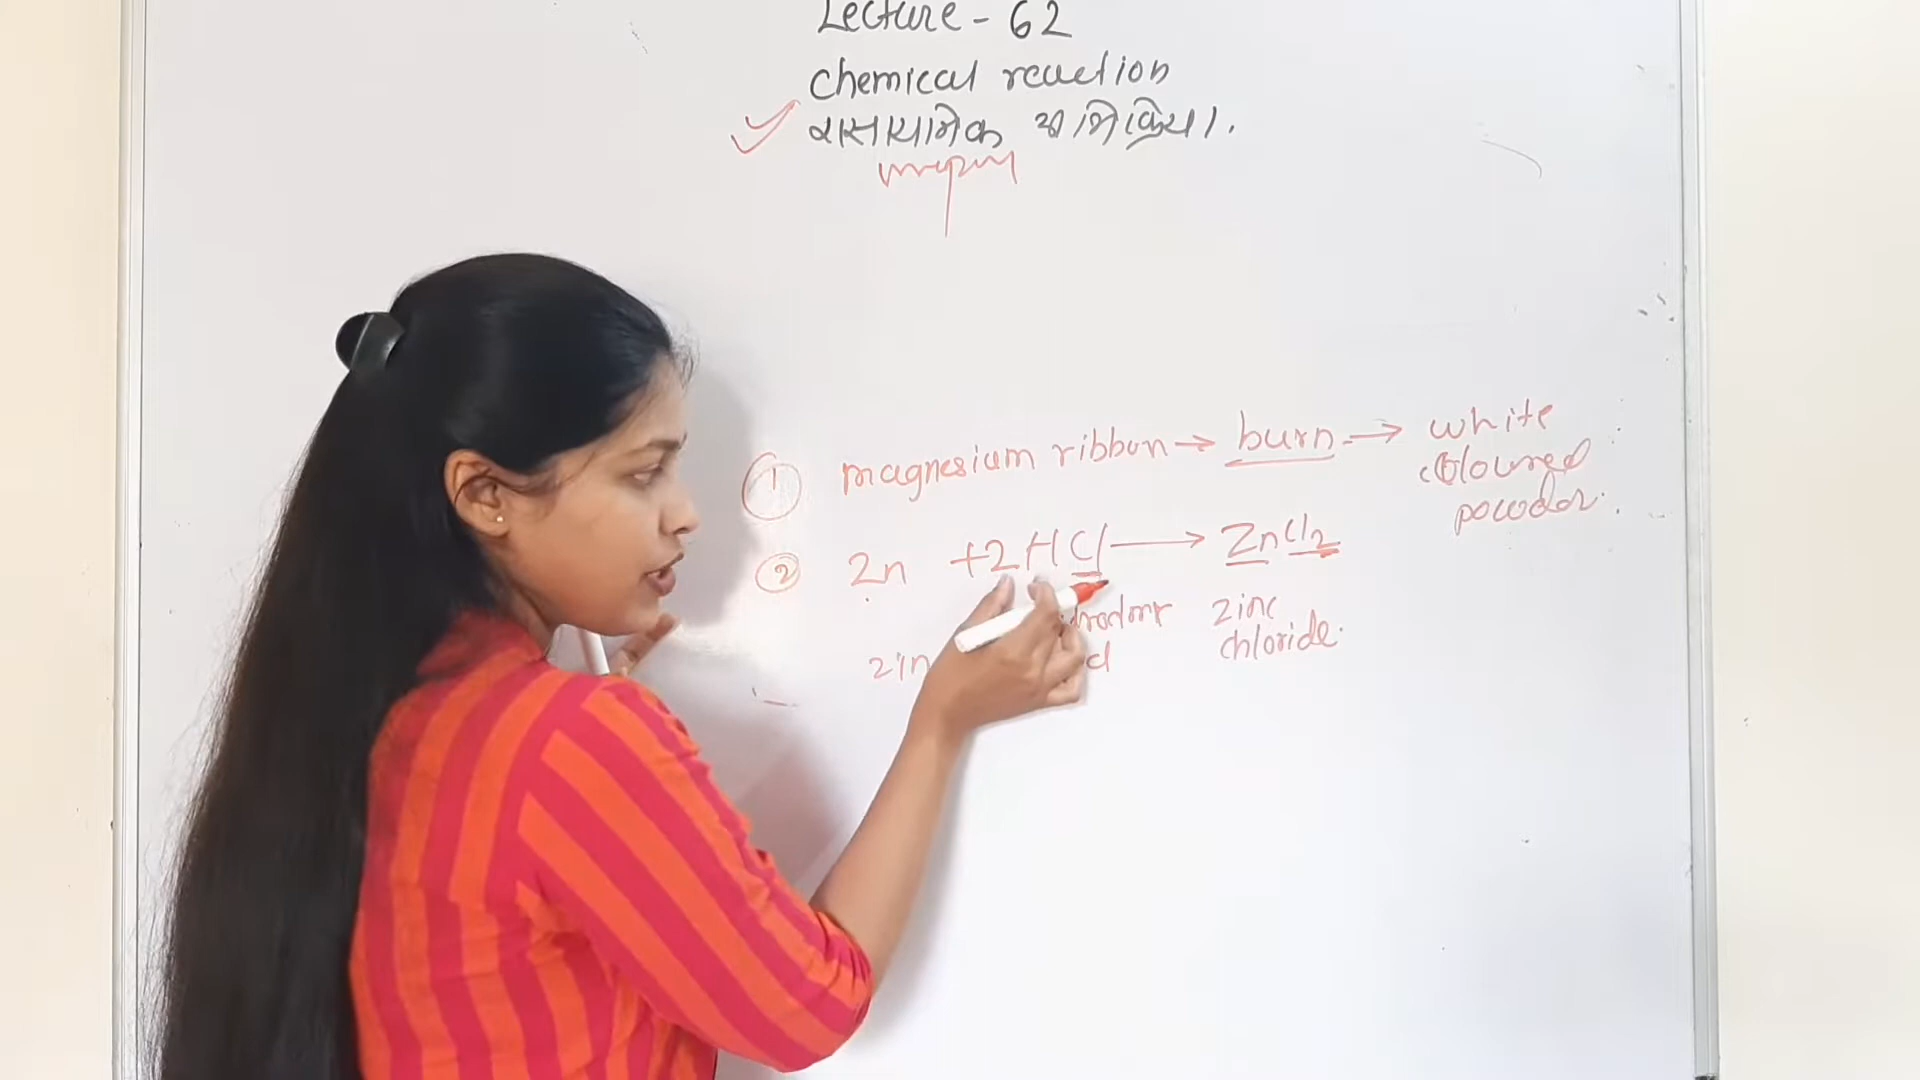 Lecture - 62
chemical reaction
रासायनिक अभिक्रिया.
① magnesium ribbon → burn → white
coloured
powder.
② Zn + 2HCl → ZnCl2
zinc
chloride.